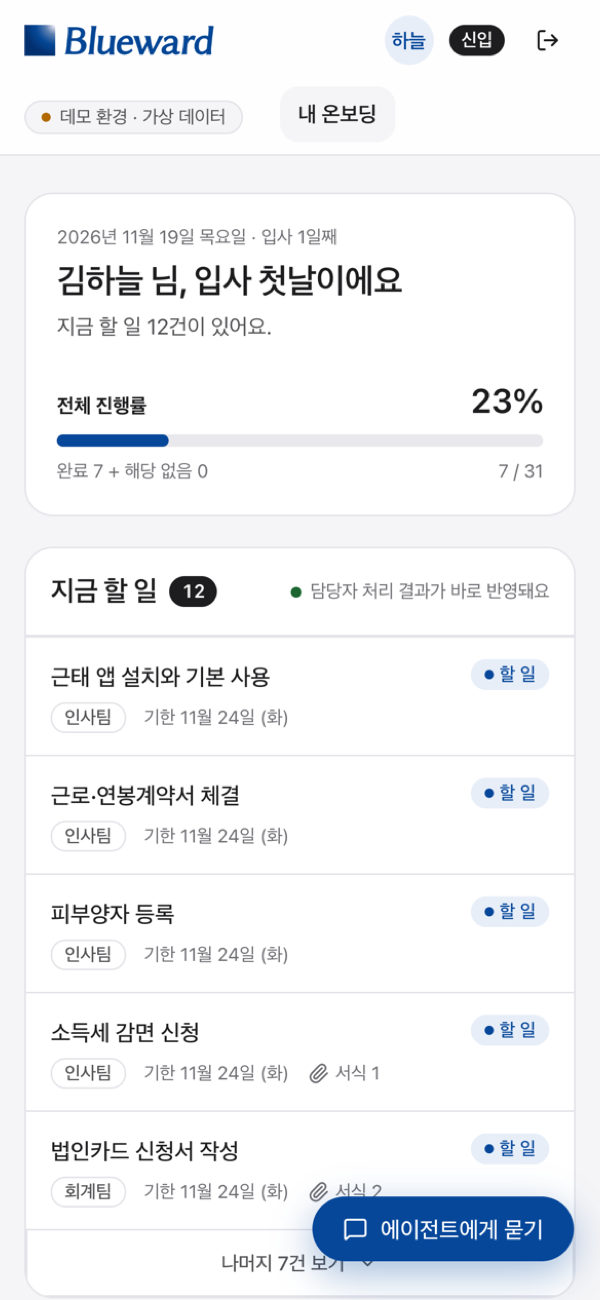 Blueward
하늘
신입
데모 환경 · 가상 데이터
내 온보딩
2026년 11월 19일 목요일 · 입사 1일째
김하늘 님, 입사 첫날이에요
지금 할 일 12건이 있어요.
전체 진행률 23%
완료 7 + 해당 없음 0 7 / 31
지금 할 일 12 담당자 처리 결과가 바로 반영돼요
근태 앱 설치와 기본 사용 할 일
인사팀 기한 11월 24일 (화)
근로·연봉계약서 체결 할 일
인사팀 기한 11월 24일 (화)
피부양자 등록 할 일
인사팀 기한 11월 24일 (화)
소득세 감면 신청 할 일
인사팀 기한 11월 24일 (화) 서식 1
법인카드 신청서 작성 할 일
회계팀 기한 11월 24일 (화) 서식 2
에이전트에게 묻기
나머지 7건 보기